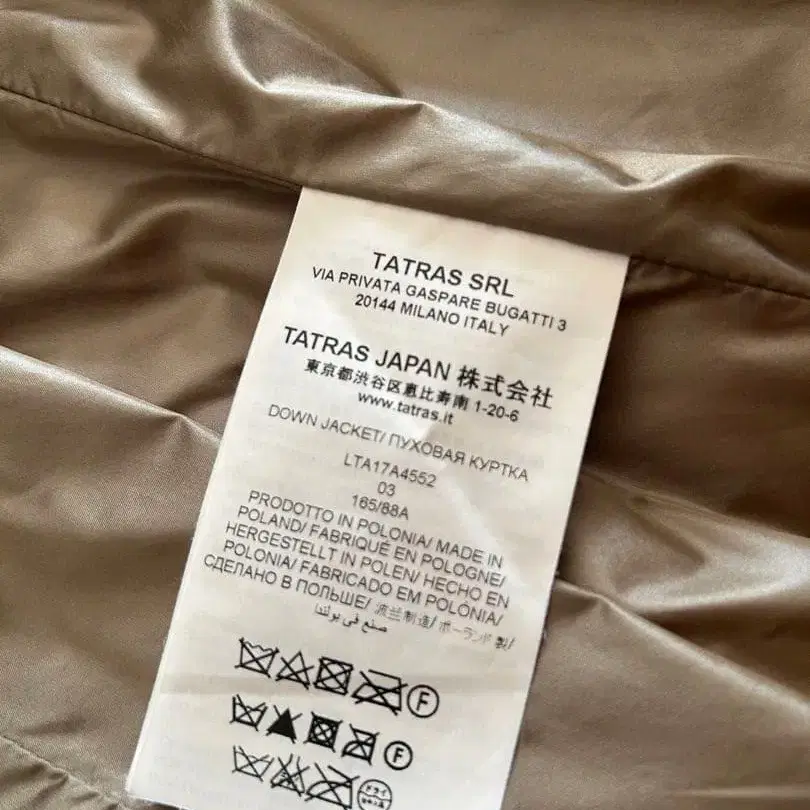 TATRAS SRL
VIA PRIVATA GASPARE BUGATTI 3
20144 MILANO ITALY
TATRAS JAPAN 株式会社
東京都渋谷区恵比寿南 1-20-6
www.tatras.it
DOWN JACKET/ ПУХОВАЯ КУРТКА
LTA17A4552
03
165/88A
PRODOTTO IN POLONIA/ MADE IN
POLAND/ FABRIQUÉ EN POLOGNE/
HERGESTELLT IN POLEN/ HECHO EN
POLONIA/ FABRICADO EM POLÓNIA/
СДЕЛАНО В ПОЛЬШЕ/ 波兰制造/ ポーランド製/
صنع في بولندا
F
F
ドライ